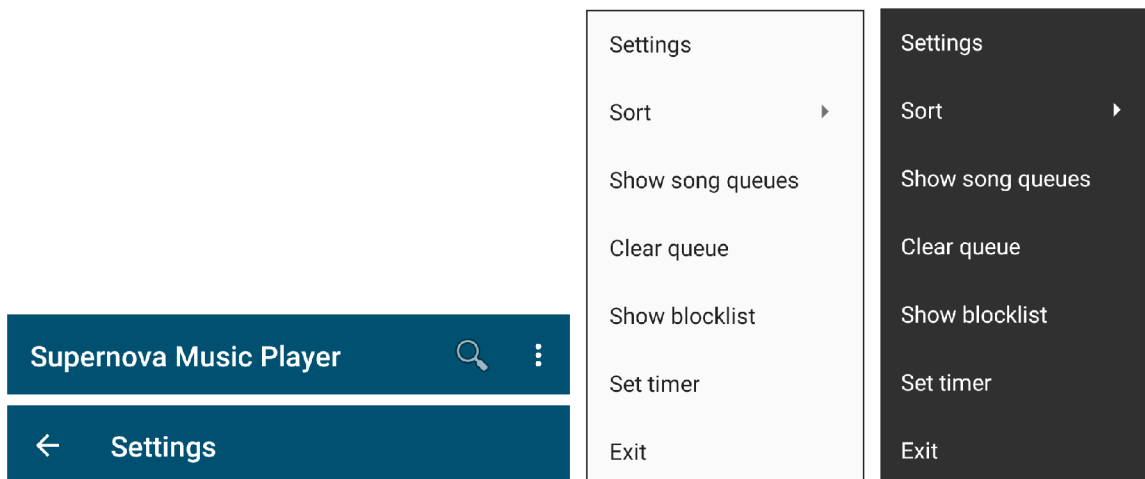 Supernova Music Player
Settings
Settings
Sort
Show song queues
Clear queue
Show blocklist
Set timer
Exit
Settings
Sort
Show song queues
Clear queue
Show blocklist
Set timer
Exit